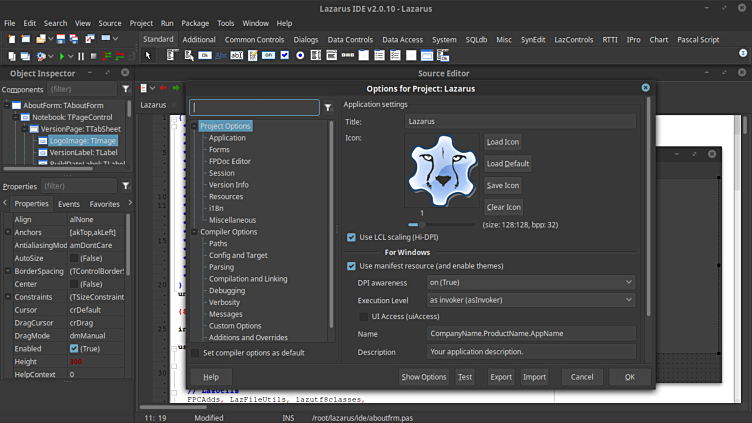 Lazarus IDE v2.0.10 - Lazarus
File Edit Search View Source Project Run Package Tools Window Help
Standard Additional Common Controls Dialogs Data Controls Data Access System SQLdb Misc SynEdit LazControls RTTI IPro Chart Pascal Script
Object Inspector
Source Editor
Components (filter)
AboutForm: TAboutForm
Notebook: TPageControl
VersionPage: TTabSheet
LogoImage: TImage
VersionLabel: TLabel
BuildDateLabel: TLabel
Properties (filter)
Properties Events Favorites
Align alNone
Anchors [akTop,akLeft]
AntialiasingMod amDontCare
AutoSize (False)
BorderSpacing (TControlBorderS
Center (False)
Constraints (TSizeConstraint
Cursor crDefault
DragCursor crDrag
DragMode dmManual
Enabled (True)
Height 300
HelpContext 0
Lazarus
1
5
10
15
20
25
30
Options for Project: Lazarus
Project Options
Application
Forms
FPDoc Editor
Session
Version Info
Resources
i18n
Miscellaneous
Compiler Options
Paths
Config and Target
Parsing
Compilation and Linking
Debugging
Verbosity
Messages
Custom Options
Additions and Overrides
Set compiler options as default
Application settings
Title: Lazarus
Icon:
Load Icon
Load Default
Save Icon
Clear Icon
1
(size: 128:128, bpp: 32)
Use LCL scaling (Hi-DPI)
For Windows
Use manifest resource (and enable themes)
DPI awareness on (True)
Execution Level as invoker (asInvoker)
UI Access (uiAccess)
Name CompanyName.ProductName.AppName
Description Your application description.
Help Show Options Test Export Import Cancel OK
// LazUtils
FPCAdds, LazFileUtils, lazutf8classes,
11: 19 Modified INS /root/lazarus/ide/aboutfrm.pas